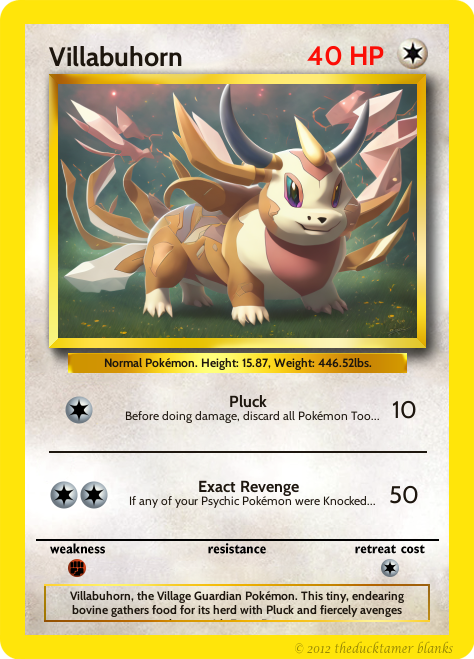 Villabuhorn 40 HP
Normal Pokémon. Height: 15.87, Weight: 446.52lbs.
Pluck
Before doing damage, discard all Pokémon Too... 10
Exact Revenge
If any of your Psychic Pokémon were Knocked... 50
weakness resistance retreat cost
Villabuhorn, the Village Guardian Pokémon. This tiny, endearing
bovine gathers food for its herd with Pluck and fiercely avenges
© 2012 theducktamer blanks